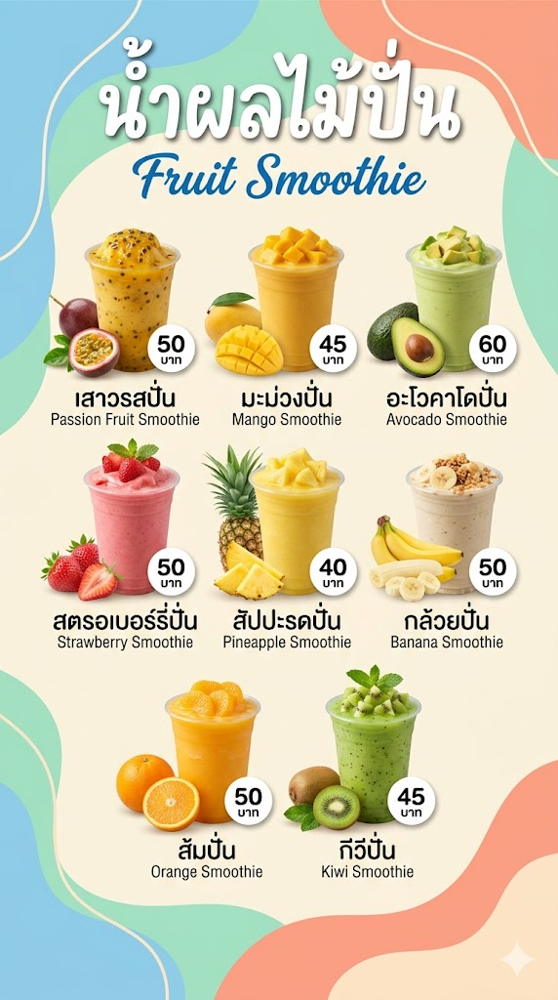 น้ำผลไม้ปั่น
Fruit Smoothie
50
บาท
เสาวรสปั่น
Passion Fruit Smoothie
45
บาท
มะม่วงปั่น
Mango Smoothie
60
บาท
อะโวคาโดปั่น
Avocado Smoothie
50
บาท
สตรอเบอร์รี่ปั่น
Strawberry Smoothie
40
บาท
สัปปะรดปั่น
Pineapple Smoothie
50
บาท
กล้วยปั่น
Banana Smoothie
50
บาท
ส้มปั่น
Orange Smoothie
45
บาท
กีวีปั่น
Kiwi Smoothie